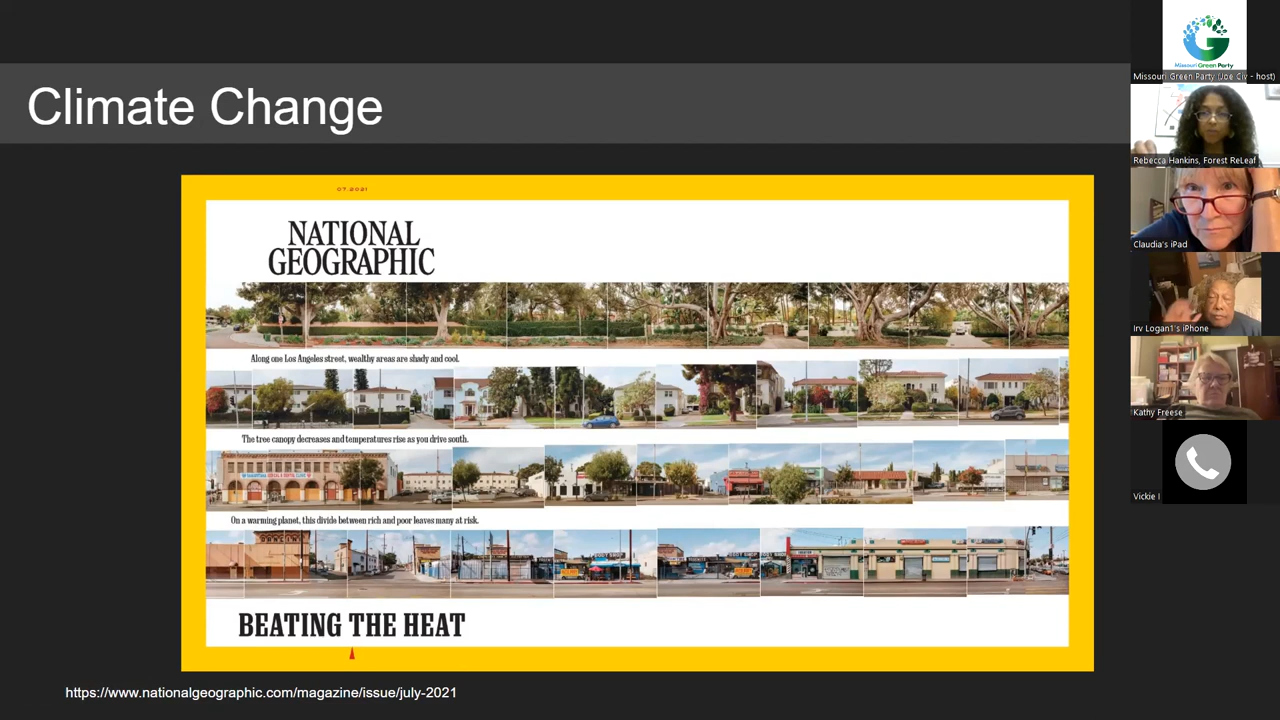 Climate Change
07.2021
NATIONAL
GEOGRAPHIC
Along one Los Angeles street, wealthy areas are shady and cool.
The tree canopy decreases and temperatures rise as you drive south.
On a warming planet, this divide between rich and poor leaves many at risk.
BEATING THE HEAT
https://www.nationalgeographic.com/magazine/issue/july-2021
G
Missouri Green Party
Missouri Green Party (Joe Civ - host)
Rebecca Hankins, Forest ReLeaf
Claudia's iPad
Irv Logan1's iPhone
Kathy Freese
Vickie I